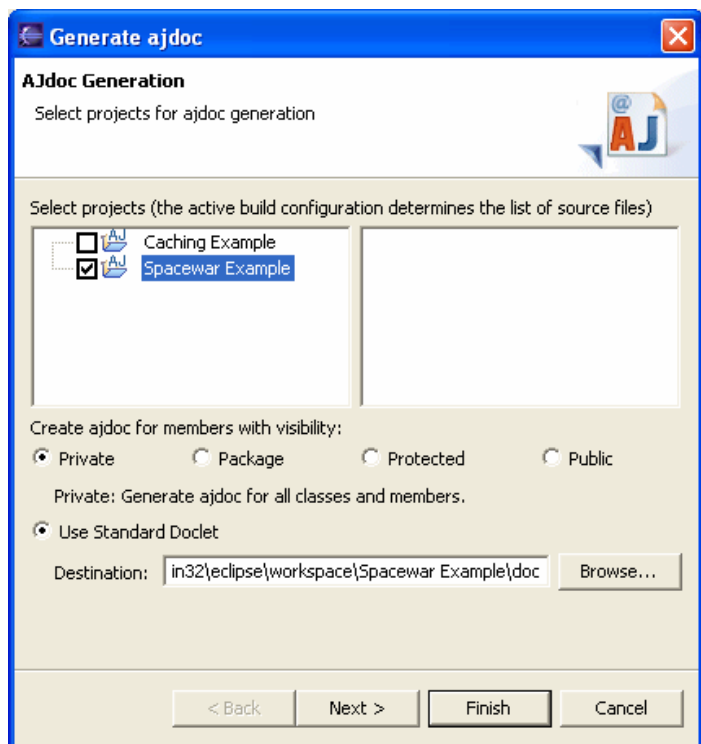 Generate ajdoc
AJdoc Generation
Select projects for ajdoc generation
@
AJ
Select projects (the active build configuration determines the list of source files)
AJ Caching Example
AJ Spacewar Example
Create ajdoc for members with visibility:
Private Package Protected Public
Private: Generate ajdoc for all classes and members.
Use Standard Doclet
Destination: in32\eclipse\workspace\Spacewar Example\doc Browse...
< Back Next > Finish Cancel